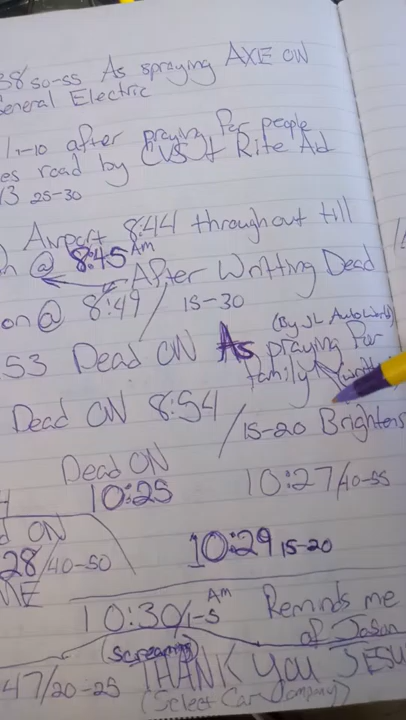 38 50-55 As spraying AXE ON
General Electric
1-10 after praying for people
es road by CVS & Rite Aid
13 25-30
Airport 8:44 throughout till
@ 8:45 Am
After Writting Dead
on @ 8:49 / 15-30
(By JL AutoWorld)
:53 Dead ON As praying for
family
Dead ON 8:54 / 15-20 Brightens
Dead ON
10:25 10:27/40-55
ON
28/40-50 10:29 15-20
ME
10:30/1-5 Am Reminds me
of Jason
(screaming)
47/20-25 THANK YOU JESU
(Select Car Company)